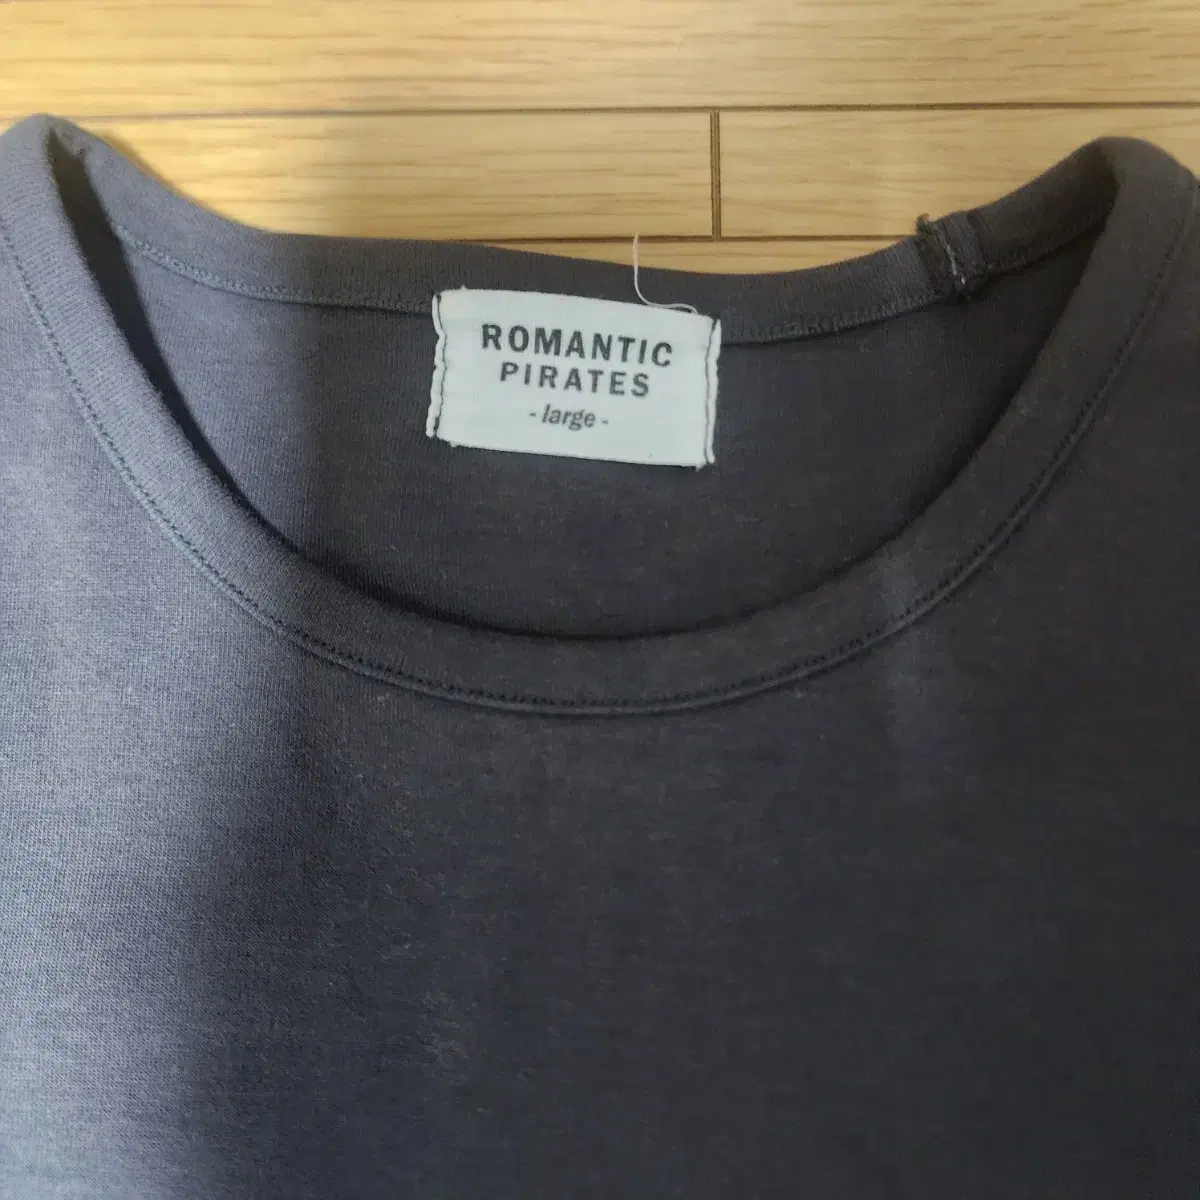 ROMANTIC
PIRATES
- large -